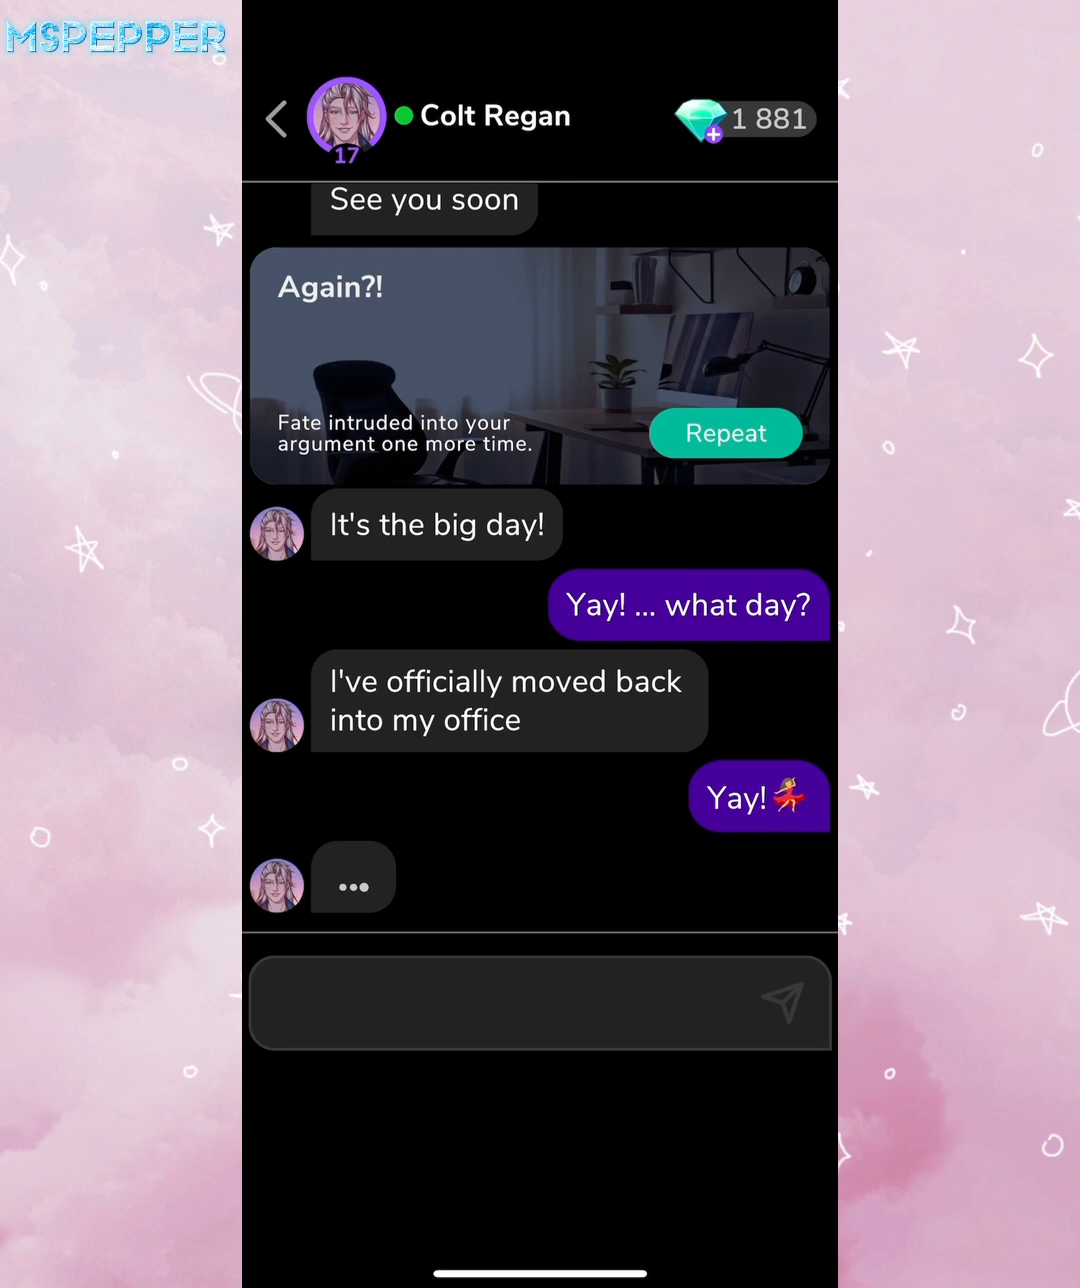 MSPEPPER
Colt Regan
1 881
17
See you soon
Again?!
Fate intruded into your
argument one more time.
Repeat
It's the big day!
Yay! ... what day?
I've officially moved back
into my office
Yay!💃
...